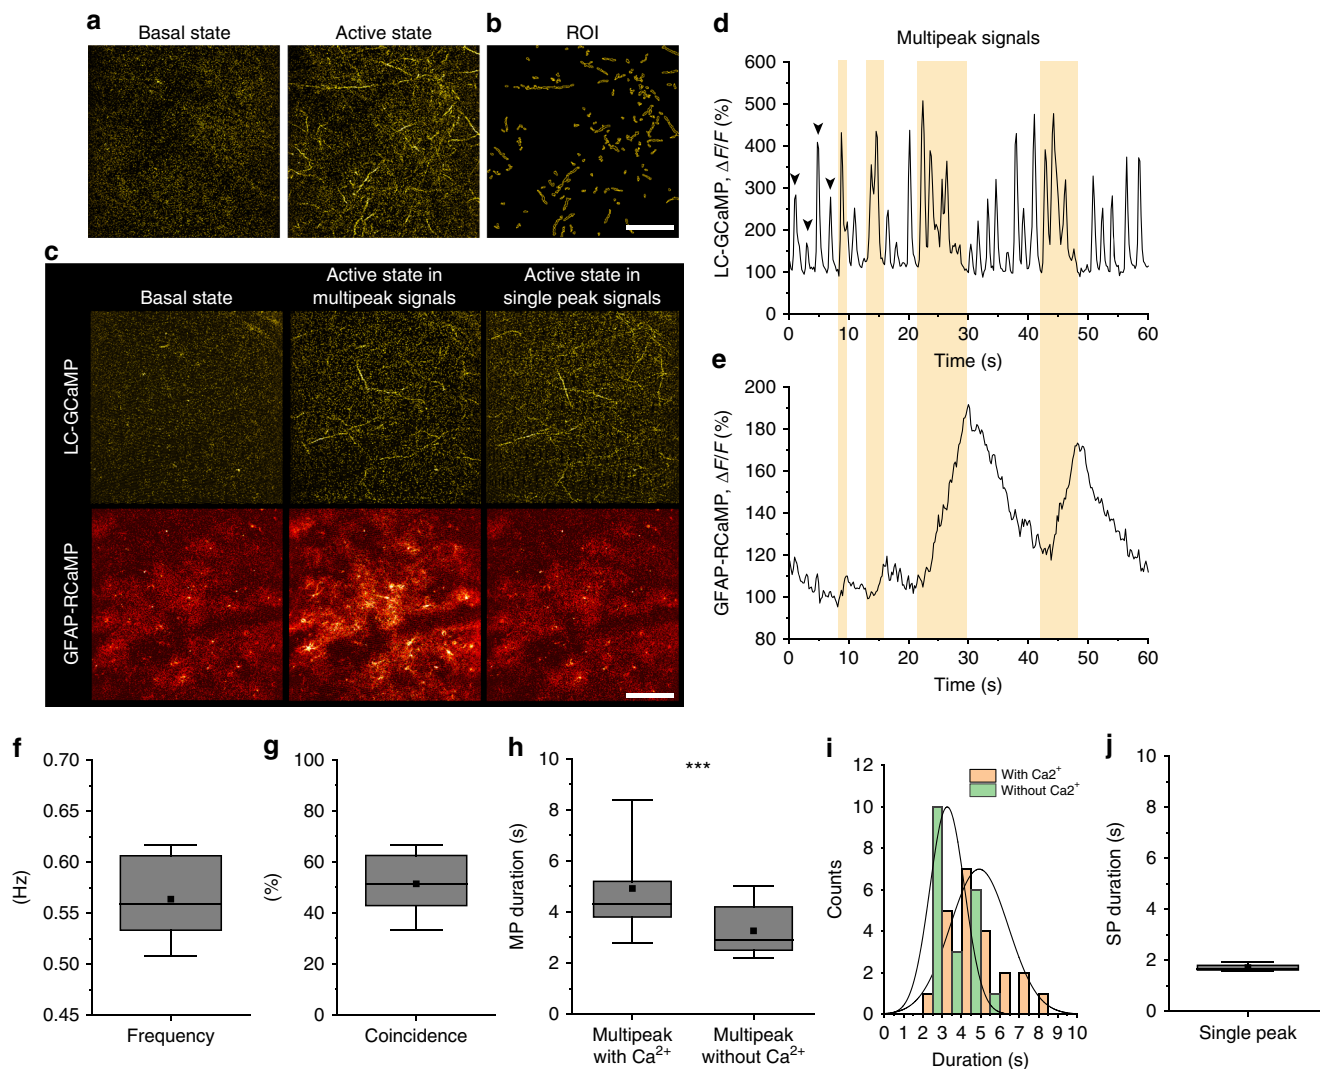 a
Basal state
Active state
b
ROI
c
Basal state
Active state in
multipeak signals
Active state in
single peak signals
LC-GCaMP
GFAP-RCaMP
d
Multipeak signals
LC-GCaMP, ΔF/F (%)
600
500
400
300
200
100
0
0 10 20 30 40 50 60
Time (s)
e
GFAP-RCaMP, ΔF/F (%)
200
180
160
140
120
100
80
0 10 20 30 40 50 60
Time (s)
f
(Hz)
0.70
0.65
0.60
0.55
0.50
0.45
Frequency
g
(%)
100
80
60
40
20
0
Coincidence
h
MP duration (s)
10
8
6
4
2
0
***
Multipeak
with Ca²⁺
Multipeak
without Ca²⁺
i
Counts
12
10
8
6
4
2
0
With Ca2⁺
Without Ca2⁺
0 1 2 3 4 5 6 7 8 9 10
Duration (s)
j
SP duration (s)
10
8
6
4
2
0
Single peak